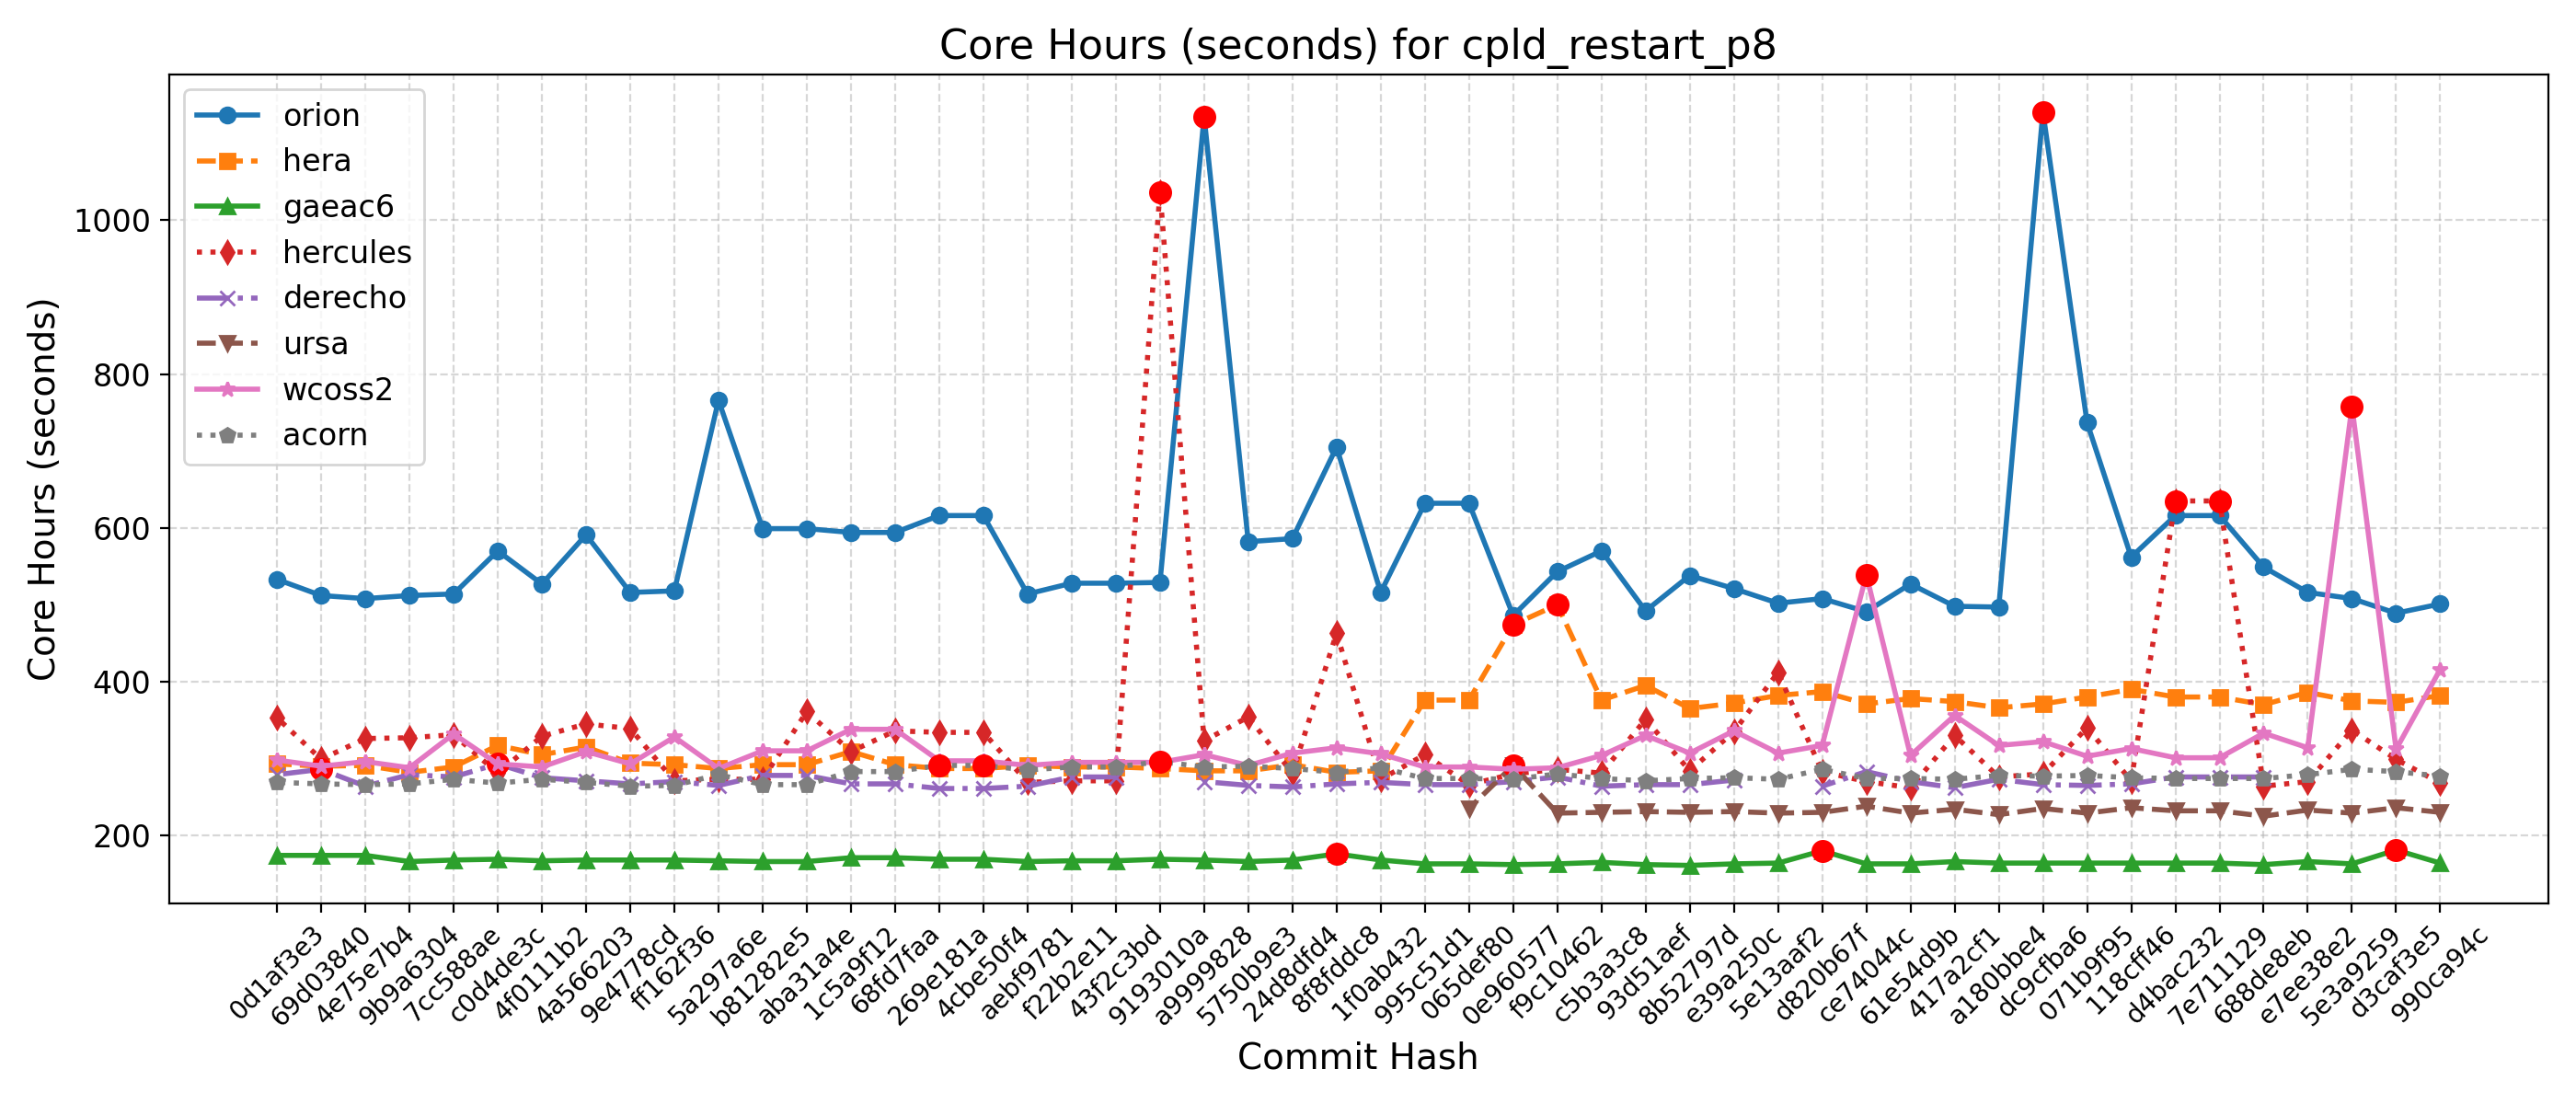 Core Hours (seconds) for cpld_restart_p8
orion
hera
gaeac6
hercules
derecho
ursa
wcoss2
acorn
Core Hours (seconds)
1000
800
600
400
200
0d1af3e3
69d03840
4e75e7b4
9b9a6304
7cc588ae
c0d4de3c
4f0111b2
4a566203
9e4778cd
ff162f36
5a297a6e
b81282e5
aba31a4e
1c5a9f12
68fd7faa
269e181a
4cbe50f4
aebf9781
f22b2e11
43f2c3bd
9193010a
a9999828
5750b9e3
24d8dfd4
8f8fddc8
1f0ab432
995c51d1
065def80
0e960577
f9c10462
c5b3a3c8
93d51aef
8b52797d
e39a250c
5e13aaf2
d820b67f
ce74044c
61e54d9b
417a2cf1
a180bbe4
dc9cfba6
071b9f95
118cff46
d4bac232
7e711129
688de8eb
e7ee38e2
5e3a9259
d3caf3e5
990ca94c
Commit Hash